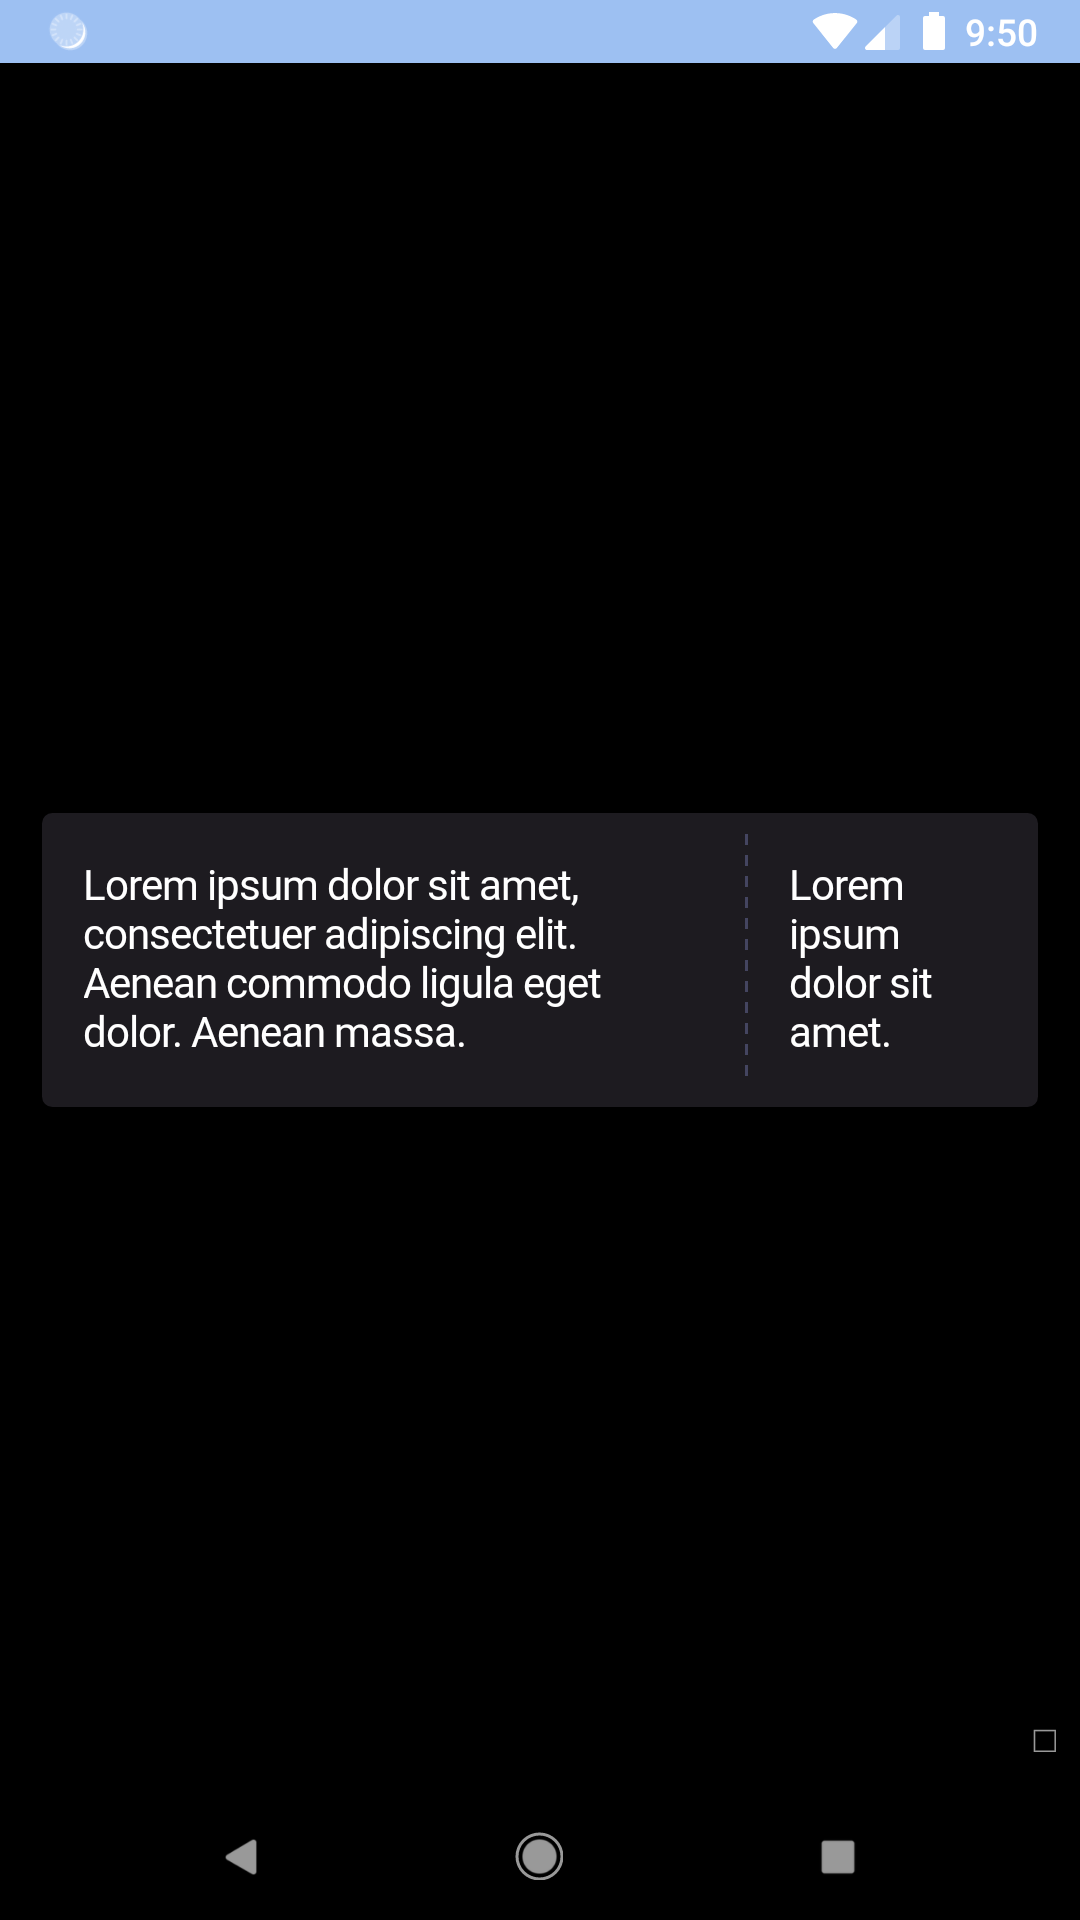 9:50
Lorem ipsum dolor sit amet,
consectetuer adipiscing elit.
Aenean commodo ligula eget
dolor. Aenean massa.
Lorem
ipsum
dolor sit
amet.